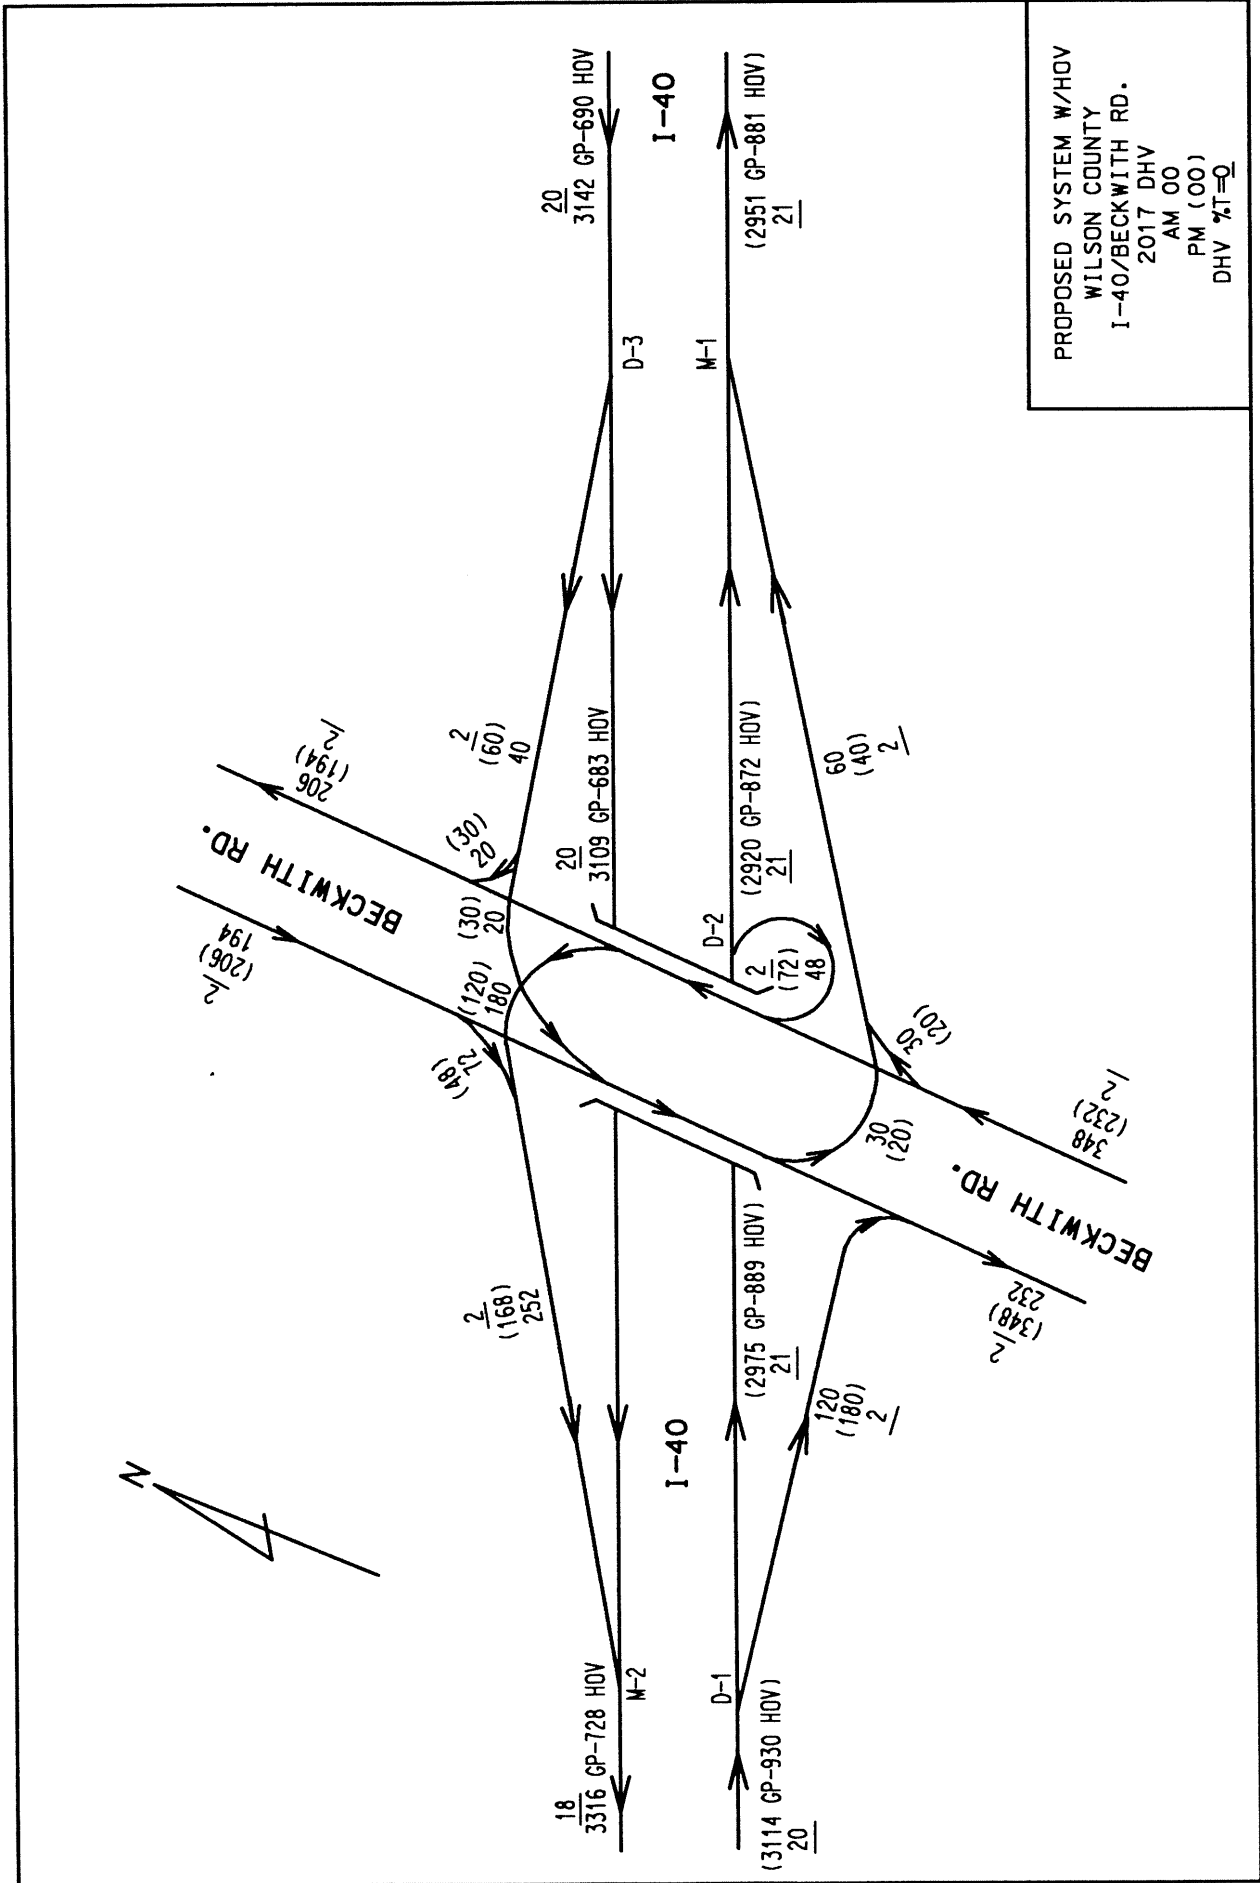 N
2
(206)
194
BECKWITH RD.
206
(194)
2
(48)
72
(120)
180
(30)
20
(30)
20
2
(60)
40
2
(168)
252
18
3316 GP-728 HOV
M-2
20
3109 GP-683 HOV
20
3142 GP-690 HOV
D-3
I-40
I-40
D-1
(3114 GP-930 HOV)
20
(2975 GP-889 HOV)
21
D-2
(2920 GP-872 HOV)
21
M-1
(2951 GP-881 HOV)
21
2
(72)
48
120
(180)
2
30
(20)
30
(20)
60
(40)
2
BECKWITH RD.
232
(348)
2
348
(232)
2
PROPOSED SYSTEM W/HOV
WILSON COUNTY
I-40/BECKWITH RD.
2017 DHV
AM 00
PM (00)
DHV %T=0